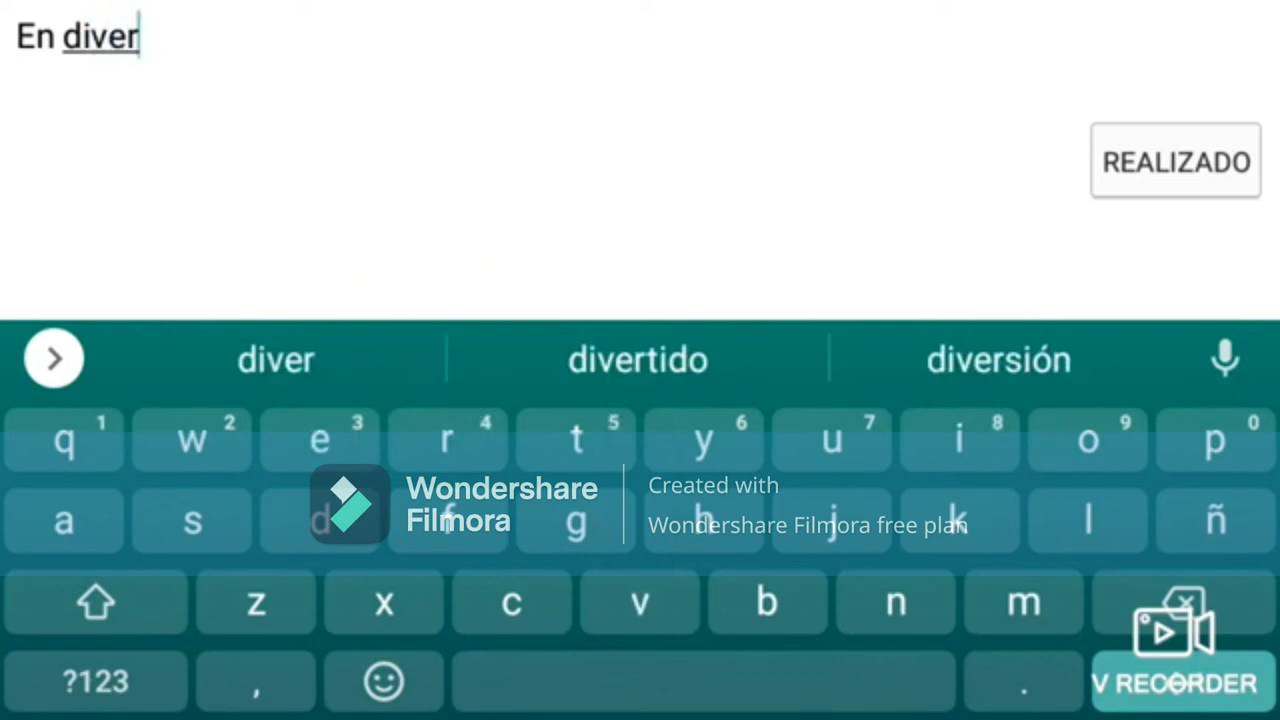 En diver
REALIZADO
diver divertido diversión
q 1 w 2 e 3 r 4 t 5 y 6 u 7 i 8 o 9 p 0
a s d f g h j k l ñ
Wondershare
Filmora
Created with
Wondershare Filmora free plan
z x c v b n m
?123 , .
V RECORDER